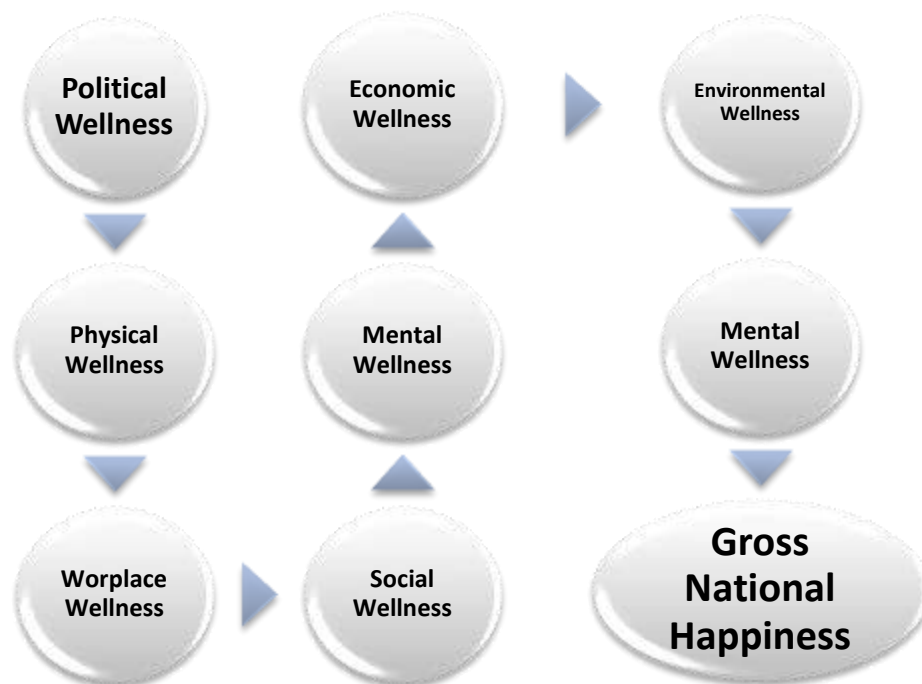 Political
Wellness
Physical
Wellness
Worplace
Wellness
Social
Wellness
Mental
Wellness
Economic
Wellness
Environmental
Wellness
Mental
Wellness
Gross
National
Happiness